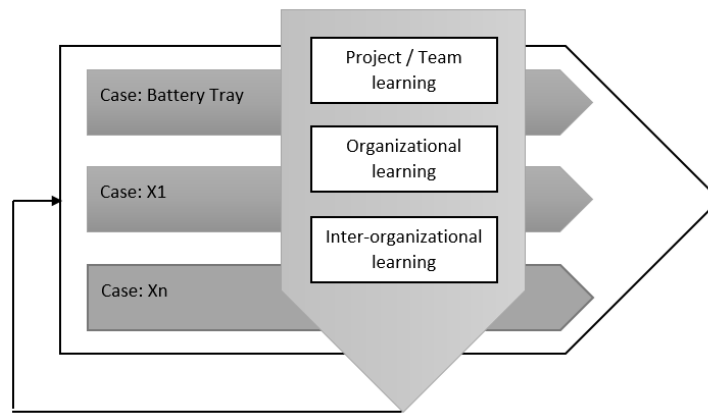 Project / Team
learning
Case: Battery Tray
Organizational
learning
Case: X1
Inter-organizational
learning
Case: Xn